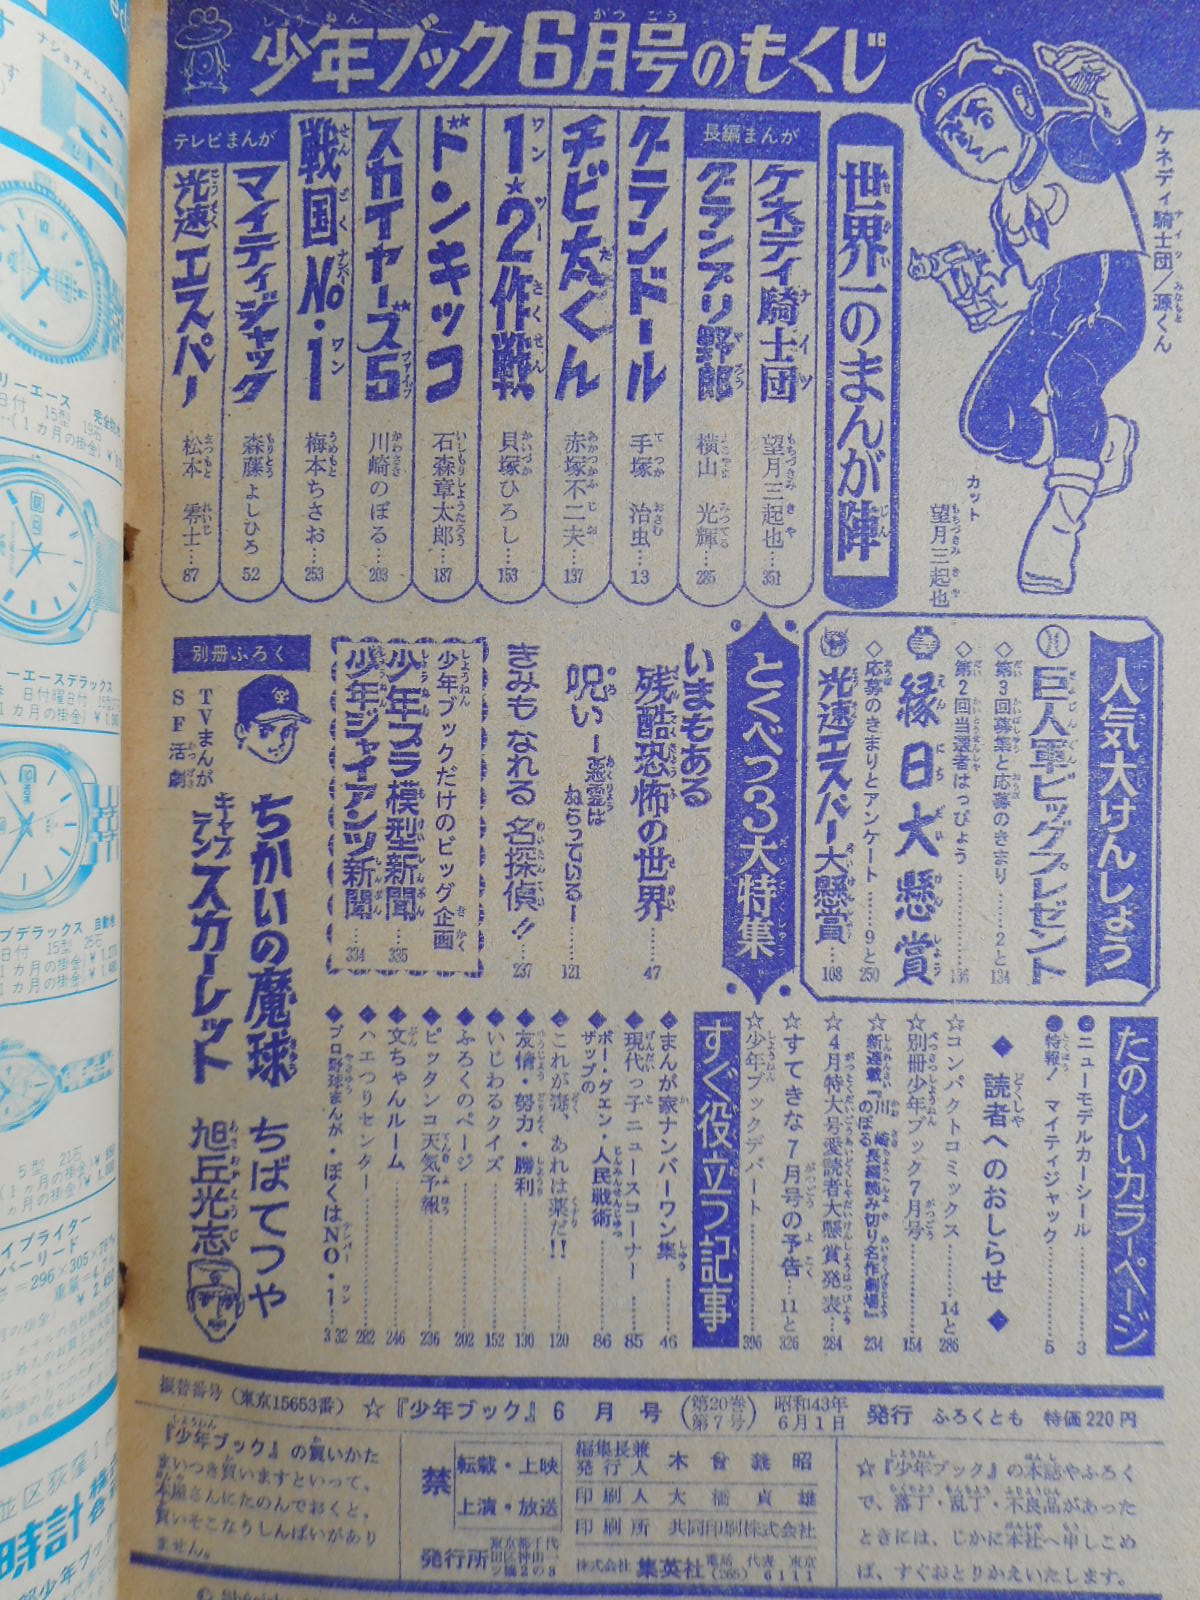 少年ブック6月号のもくじ
ケネディ騎士団/源くん
カット
望月三起也
世界一のまんが陣
長編まんが
ケネディ騎士団 望月三起也…351
グランプリ野郎 横山光輝…285
グランドール 手塚治虫…13
チビ太くん 赤塚不二夫…137
1★2作戦 貝塚ひろし…153
ドンキッコ 石森章太郎…187
スカイヤーズ5 川崎のぼる…203
戦国No.1 梅本ちさお…253
テレビまんが
マイティジャック 森藤よしひろ…52
光速エスパー 松本零士…87
人気大けんしょう
巨人軍ビッグプレゼント
◇第3回募集と応募のきまり……2と134
◇第2回当選者はっぴょう…………136
縁日大懸賞
◇応募のきまりとアンケート……9と250
光速エスパー大懸賞…108
とくべつ3大特集
いまもある
残酷恐怖の世界……47
呪い―悪霊は
ねらっている―……121
きみもなれる名探偵!!……237
少年ブックだけのビッグ企画
少年プラ模型新聞…335
少年ジャイアンツ新聞…334
別冊ふろく
ちかいの魔球 ちばてつや
TVまんが
SF活劇
キャプテンスカーレット 旭丘光志
たのしいカラーページ
●ニューモデルカーシール…………3
●特報! マイティジャック…………5
◆読者へのおしらせ◆
☆コンパクトコミックス………14と286
☆別冊少年ブック7月号…………154
☆新連載『川崎のぼる長編読み切り名作劇場』234
☆4月特大号愛読者大懸賞発表…284
☆すてきな7月号の予告…11と326
☆少年ブックデパート…………396
すぐ役立つ記事
◆まんが家ナンバーワン集………46
◆現代っ子ニュースコーナー……85
◆ボー・グェン・ザップの人民戦術………86
◆これが毒、あれは薬だ!!………120
◆友情・努力・勝利…………130
◆いじわるクイズ…………152
◆ふろくのページ…………202
◆ピッタンコ天気予報…………236
◆文ちゃんルーム…………246
◆ハエつりセンター…………282
◆プロ野球まんが・ぼくはNO.1…332
振替番号(東京15653番) ☆『少年ブック』6月号(第20巻第7号)昭和43年6月1日 発行 ふろくとも 特価220円
『少年ブック』の買いかた
まいつき買いますといって、
本屋さんにたのんでおくと、
買いそこなうしんぱいがあり
ません。
禁 転載・上映
上演・放送
発行所 東京都千代田区神田一ツ橋2の8
編集長兼発行人 木會義昭
印刷人 大橋貞雄
印刷所 共同印刷株式会社
株式会社 集英社 電話代表東京(265)6111
☆『少年ブック』の本誌やふろく
で、落丁・乱丁・不良品があった
ときには、じかに本社へ申しこめ
ば、すぐおとりかえいたします。